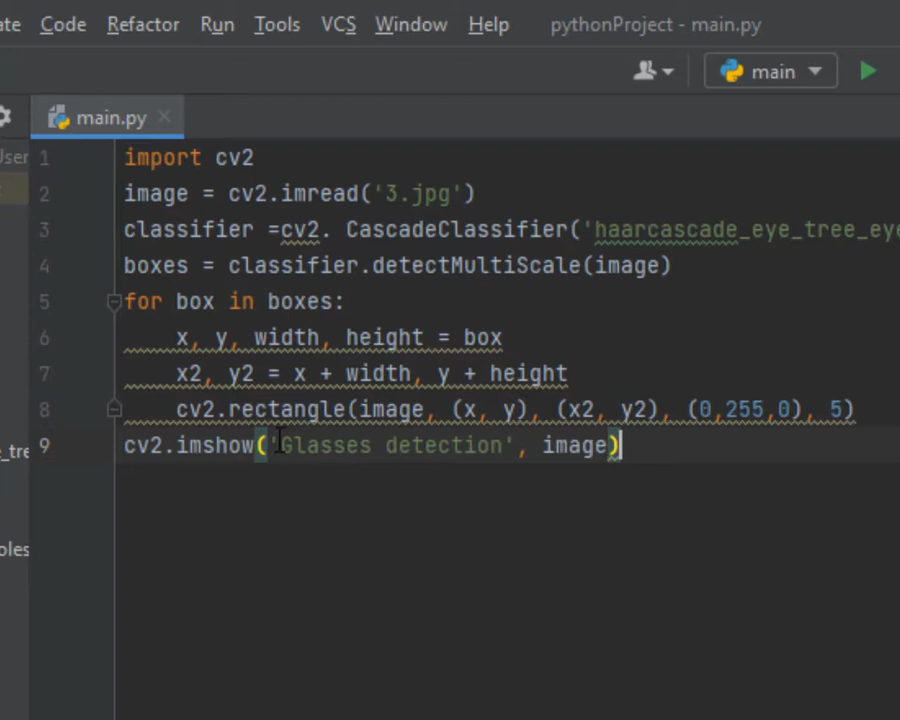 Code Refactor Run Tools VCS Window Help pythonProject - main.py
main
main.py
1 import cv2
2 image = cv2.imread('3.jpg')
3 classifier =cv2. CascadeClassifier('haarcascade_eye_tree_eye
4 boxes = classifier.detectMultiScale(image)
5 for box in boxes:
6 x, y, width, height = box
7 x2, y2 = x + width, y + height
8 cv2.rectangle(image, (x, y), (x2, y2), (0,255,0), 5)
9 cv2.imshow('Glasses detection', image)